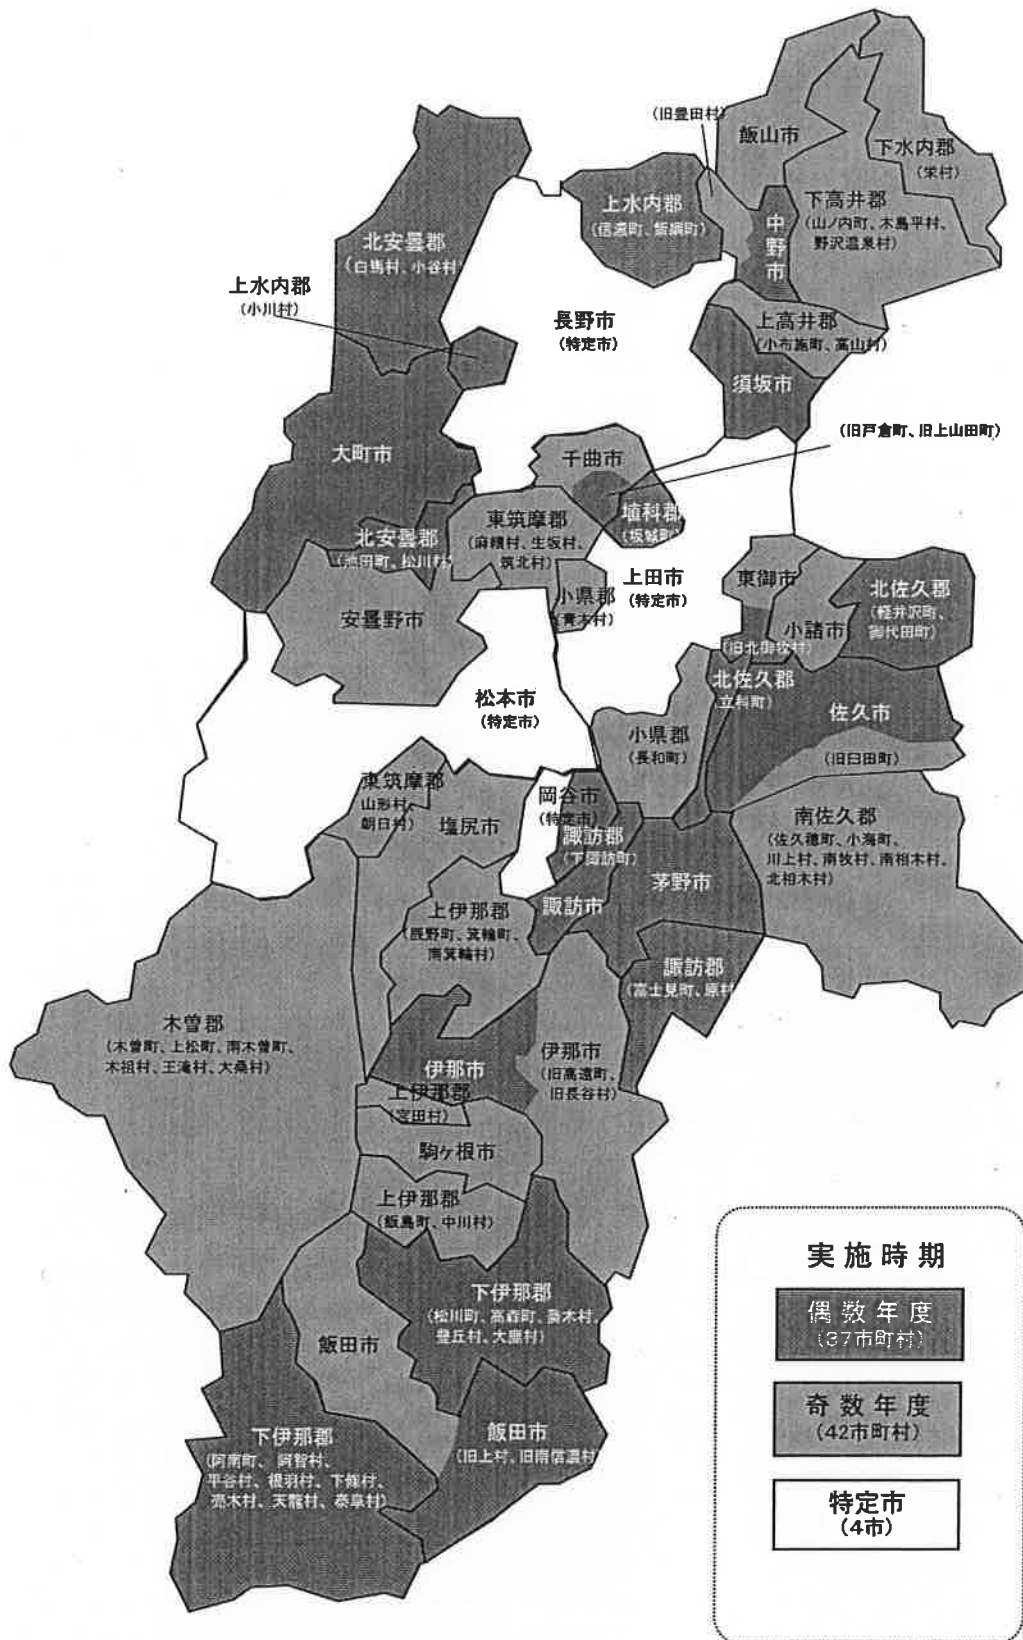 (旧豊田村)
飯山市
下水内郡
(栄村)
上水内郡
(信濃町、飯綱町)
中野市
下高井郡
(山ノ内町、木島平村、
野沢温泉村)
北安曇郡
(白馬村、小谷村)
上水内郡
(小川村)
長野市
(特定市)
上高井郡
(小布施町、高山村)
須坂市
(旧戸倉町、旧上山田町)
大町市
千曲市
埴科郡
(坂城町)
東筑摩郡
(麻績村、生坂村、
筑北村)
北安曇郡
(池田町、松川村)
上田市
(特定市)
東御市
北佐久郡
(軽井沢町、
御代田町)
小県郡
(青木村)
安曇野市
小諸市
(旧北御牧村)
北佐久郡
(立科町)
松本市
(特定市)
佐久市
小県郡
(長和町)
(旧臼田町)
東筑摩郡
山形村、
朝日村)
岡谷市
(特定市)
塩尻市
諏訪郡
(下諏訪町)
南佐久郡
(佐久穂町、小海町、
川上村、南牧村、南相木村、
北相木村)
茅野市
諏訪市
上伊那郡
(辰野町、箕輪町、
南箕輪村)
諏訪郡
(富士見町、原村
木曽郡
(木曽町、上松町、南木曽町、
木祖村、王滝村、大桑村)
伊那市
伊那市
(旧高遠町、
旧長谷村)
上伊那郡
(宮田村)
駒ヶ根市
上伊那郡
(飯島町、中川村)
下伊那郡
(松川町、高森町、喬木村、
豊丘村、大鹿村)
飯田市
飯田市
(旧上村、旧南信濃村
下伊那郡
(阿南町、阿智村、
平谷村、根羽村、下條村、
売木村、天龍村、泰阜村)
実施時期
偶数年度
(37市町村)
奇数年度
(42市町村)
特定市
(4市)